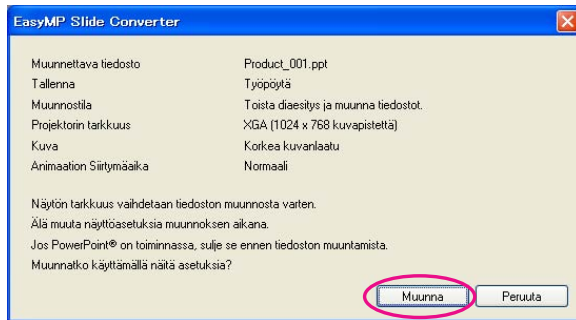 EasyMP Slide Converter
Muunnettava tiedosto Product_001.ppt
Tallenna Työpöytä
Muunnostila Toista diaesitys ja muunna tiedostot.
Projektorin tarkkuus XGA (1024 x 768 kuvapistettä)
Kuva Korkea kuvanlaatu
Animaation Siirtymäaika Normaali
Näytön tarkkuus vaihdetaan tiedoston muunnosta varten.
Älä muuta näyttöasetuksia muunnoksen aikana.
Jos PowerPoint® on toiminnassa, sulje se ennen tiedoston muuntamista.
Muunnatko käyttämällä näitä asetuksia?
Muunna Peruuta